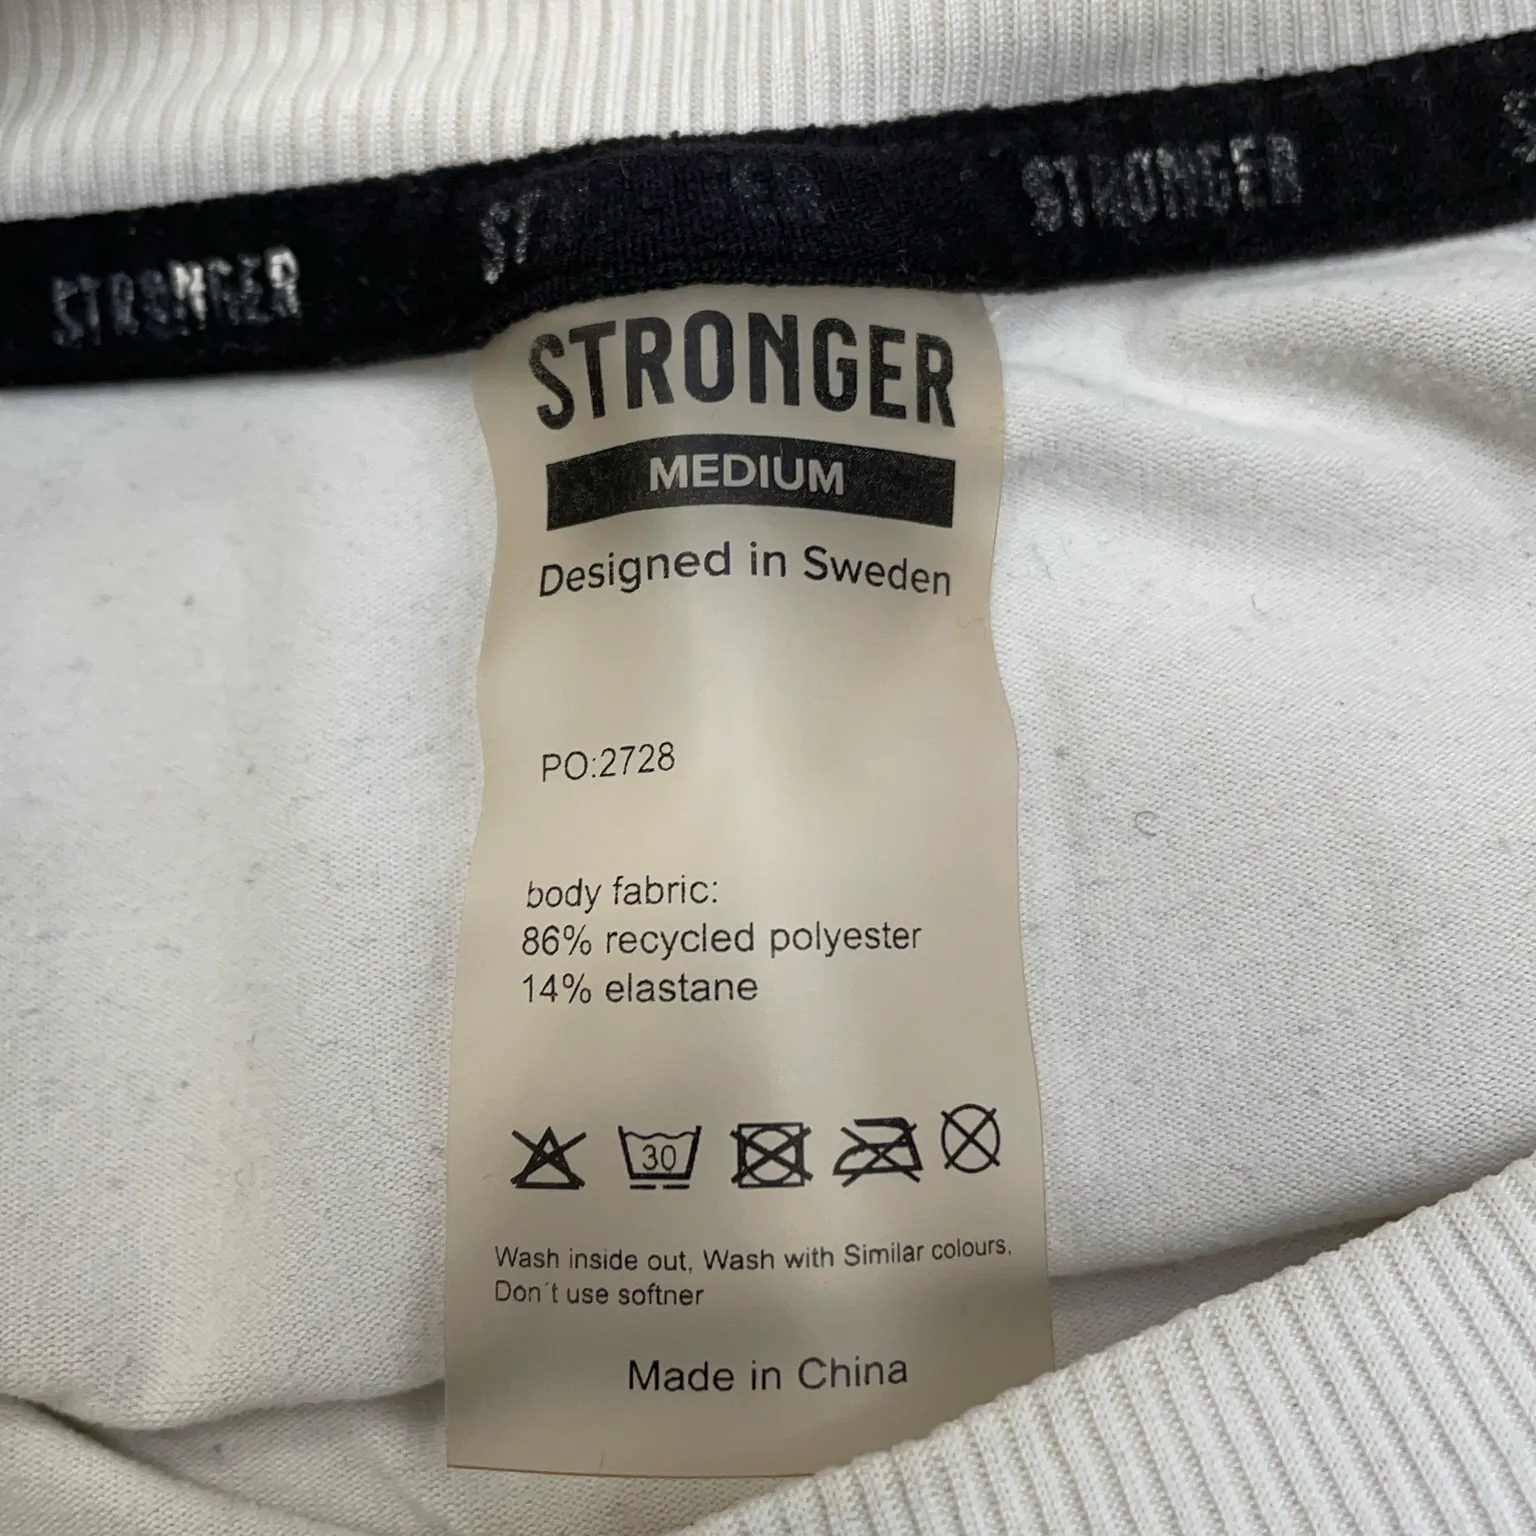 STRONGER
STRONGER
STRONGER
MEDIUM
Designed in Sweden
PO:2728
body fabric:
86% recycled polyester
14% elastane
30
Wash inside out, Wash with Similar colours,
Don´t use softner
Made in China